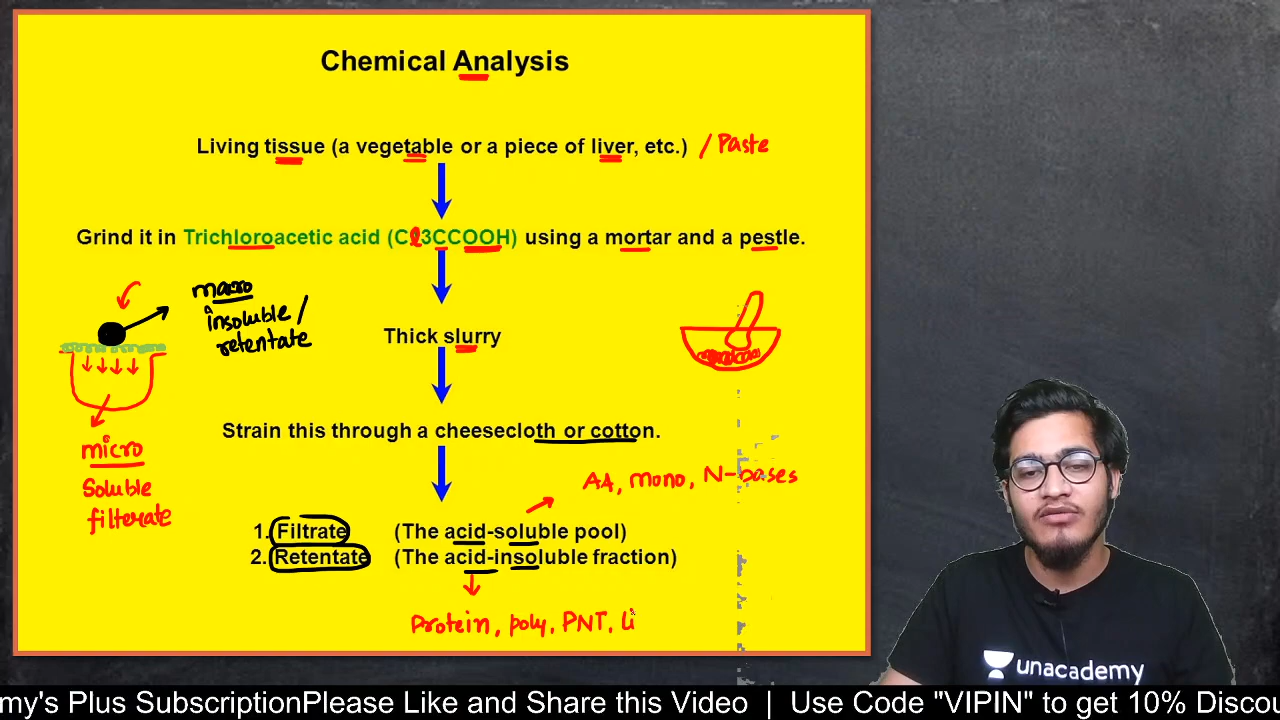 Chemical Analysis
Living tissue (a vegetable or a piece of liver, etc.) / Paste
Grind it in Trichloroacetic acid (Cl3CCOOH) using a mortar and a pestle.
macro
insoluble /
retentate
Thick slurry
Strain this through a cheesecloth or cotton.
micro
Soluble
filterate
AA, mono, N-bases
1. Filtrate (The acid-soluble pool)
2. Retentate (The acid-insoluble fraction)
Protein, poly, PNT, Li
unacademy
my's Plus SubscriptionPlease Like and Share this Video | Use Code "VIPIN" to get 10% Discou